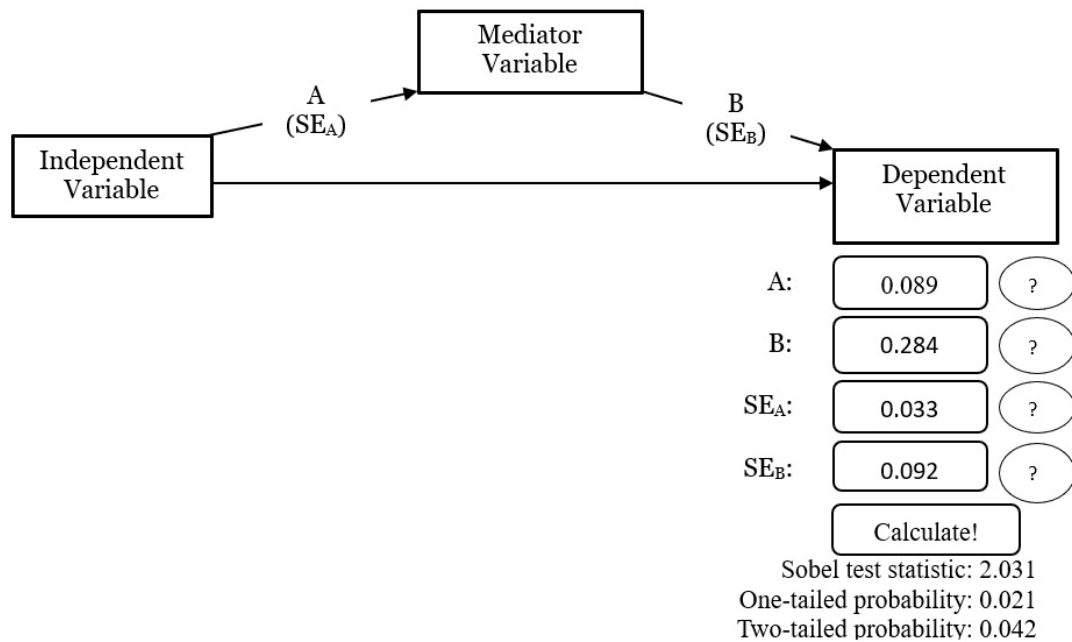 Mediator
Variable
A
(SEA)
B
(SEB)
Independent
Variable
Dependent
Variable
A: 0.089 ?
B: 0.284 ?
SEA: 0.033 ?
SEB: 0.092 ?
Calculate!
Sobel test statistic: 2.031
One-tailed probability: 0.021
Two-tailed probability: 0.042